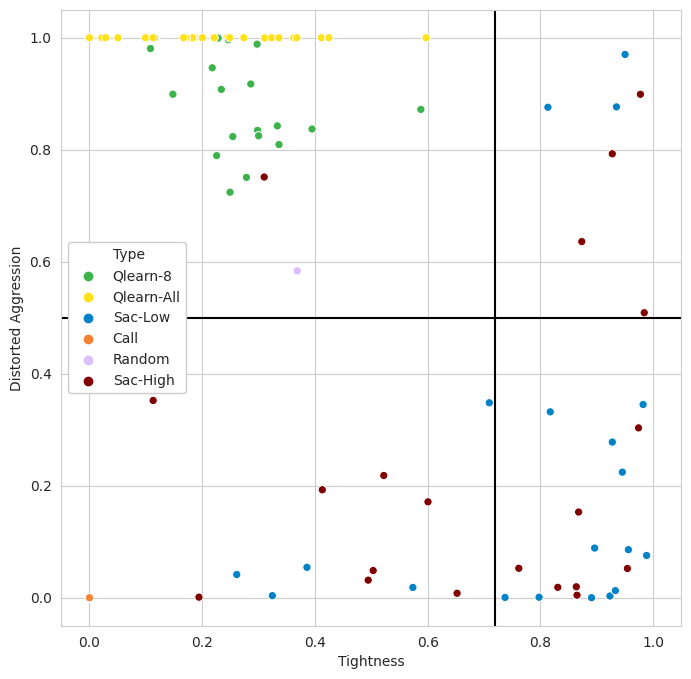 1.0
0.8
0.6
0.4
0.2
0.0
Distorted Aggression
Type
Qlearn-8
Qlearn-All
Sac-Low
Call
Random
Sac-High
0.0 0.2 0.4 0.6 0.8 1.0
Tightness